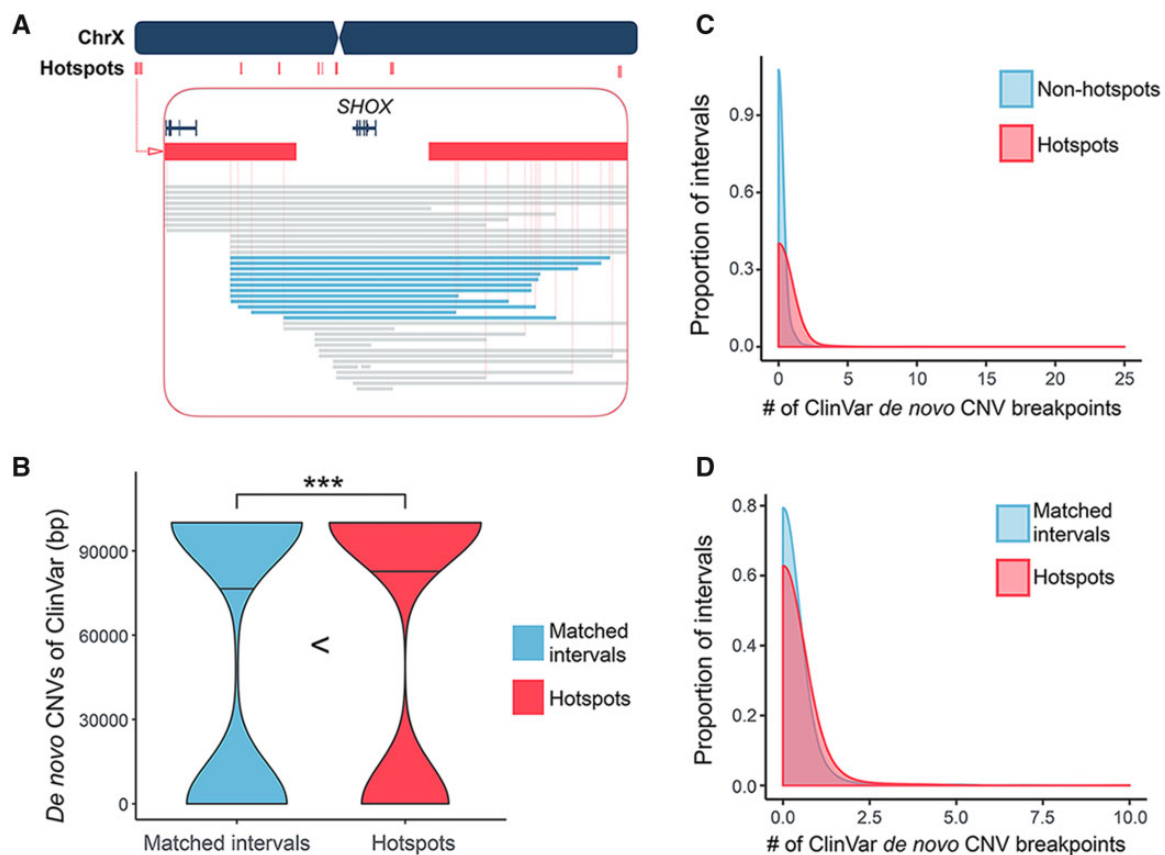 A
ChrX
Hotspots
SHOX
B
De novo CNVs of ClinVar (bp)
90000
60000
30000
0
***
<
Matched intervals
Hotspots
Matched
intervals
Hotspots
C
Proportion of intervals
0.9
0.6
0.3
0.0
0
5
10
15
20
25
# of ClinVar de novo CNV breakpoints
Non-hotspots
Hotspots
D
Proportion of intervals
0.8
0.6
0.4
0.2
0.0
0.0
2.5
5.0
7.5
10.0
# of ClinVar de novo CNV breakpoints
Matched
intervals
Hotspots